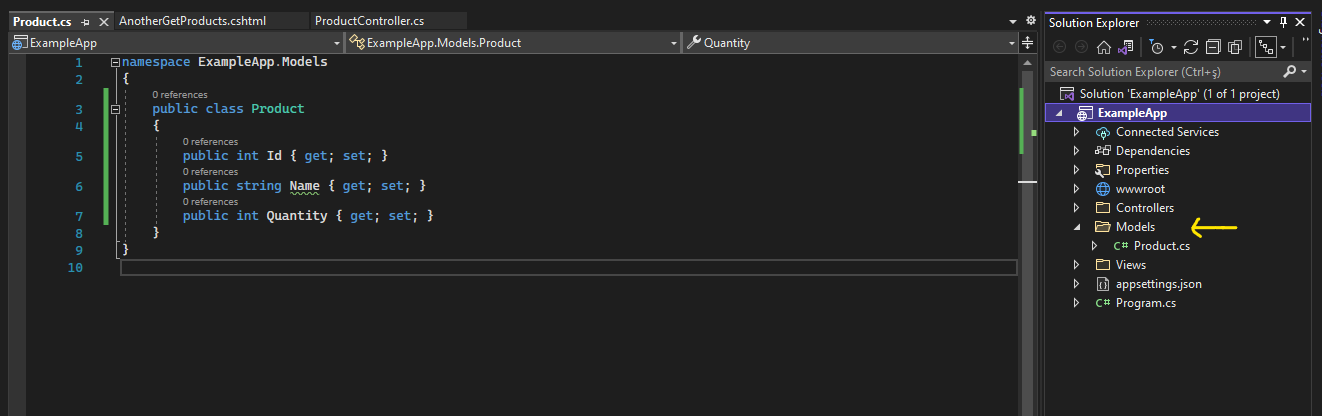 Product.cs AnotherGetProducts.cshtml ProductController.cs
ExampleApp ExampleApp.Models.Product Quantity
1 namespace ExampleApp.Models
2 {
0 references
3 public class Product
4 {
0 references
5 public int Id { get; set; }
0 references
6 public string Name { get; set; }
0 references
7 public int Quantity { get; set; }
8 }
9 }
10
Solution Explorer
Search Solution Explorer (Ctrl+ş)
Solution 'ExampleApp' (1 of 1 project)
ExampleApp
Connected Services
Dependencies
Properties
wwwroot
Controllers
Models
C# Product.cs
Views
appsettings.json
C# Program.cs